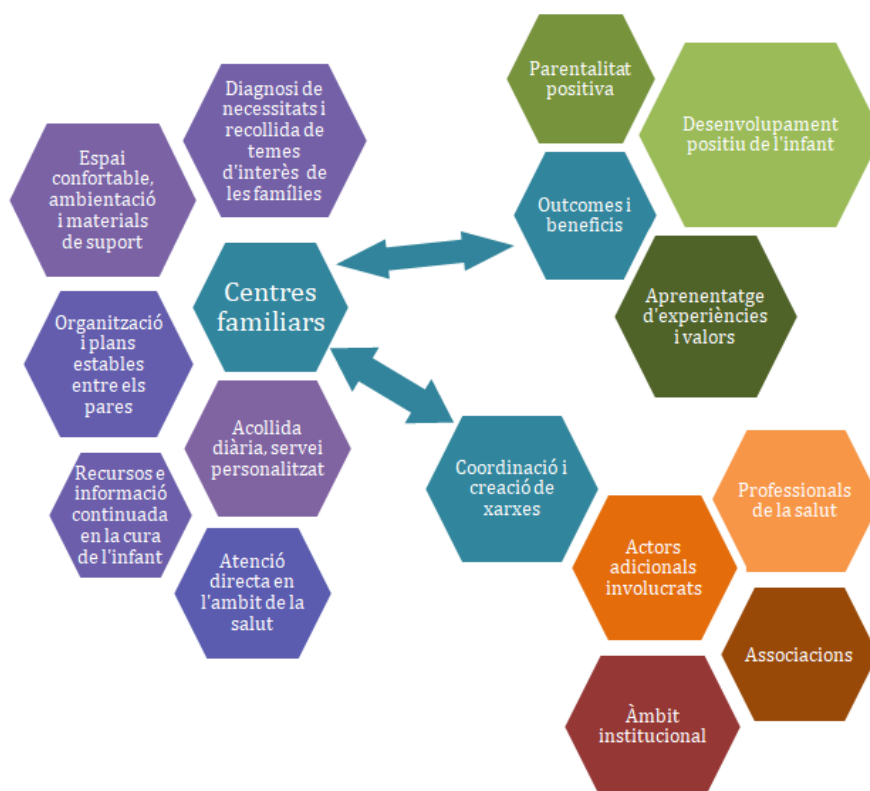 Diagnosi de
necessitats i
recollida de
temes
d'interès de
les famílies
Espai
confortable,
ambientació
i materials
de suport
Centres
familiars
Organització
i plans
estables
entre els
pares
Acollida
diària, servei
personalitzat
Recursos e
informació
continuada
en la cura
de l'infant
Atenció
directa en
l'ambit de la
salut
Parentalitat
positiva
Desenvolupament
positiu de l'infant
Outcomes i
beneficis
Aprenentatge
d'experiències
i valors
Coordinació i
creació de
xarxes
Professionals
de la salut
Actors
adicionals
involucrats
Associacions
Àmbit
institucional